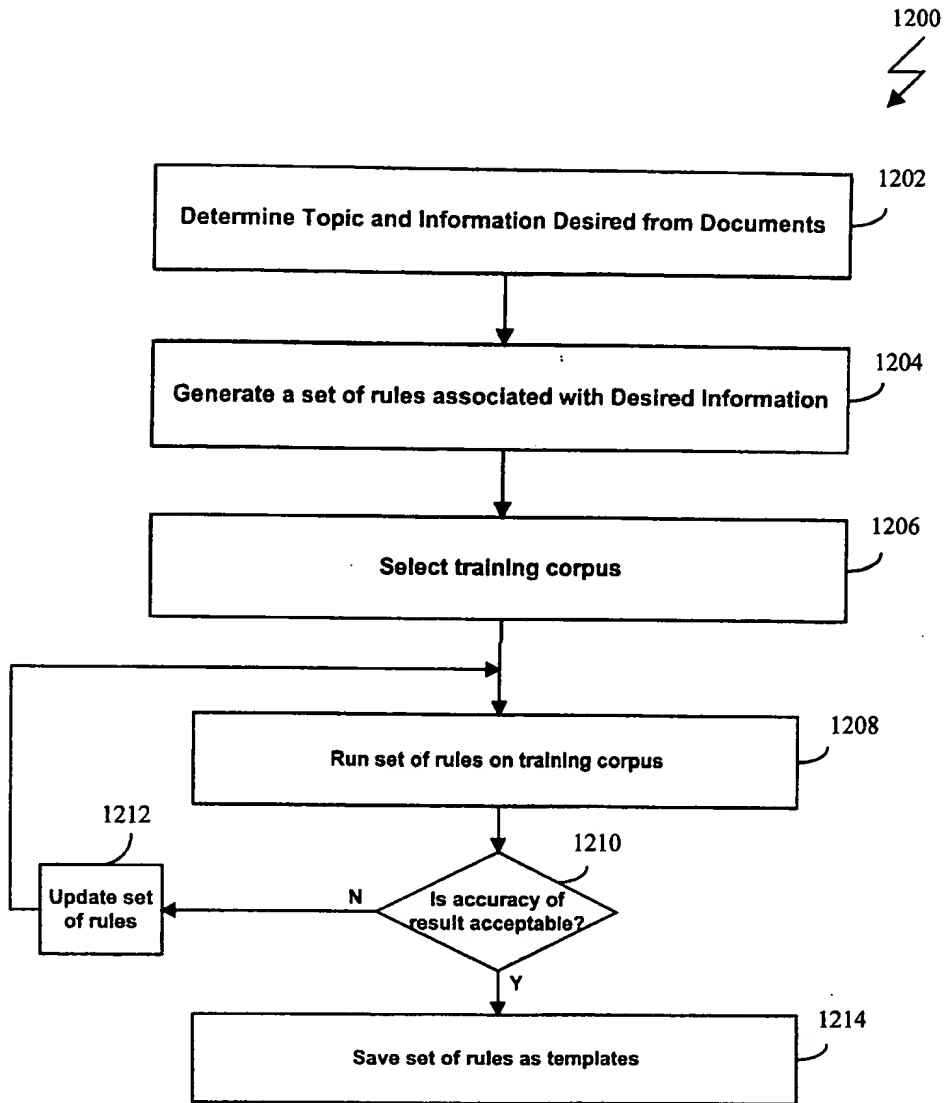 1200
1202
Determine Topic and Information Desired from Documents
1204
Generate a set of rules associated with Desired Information
1206
Select training corpus
1208
Run set of rules on training corpus
1212
1210
Update set
of rules
N
Is accuracy of
result acceptable?
Y
1214
Save set of rules as templates